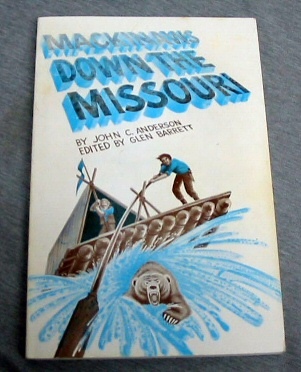 MACKINAWS
DOWN THE
MISSOURI
BY JOHN C. ANDERSON
EDITED BY GLEN BARRETT